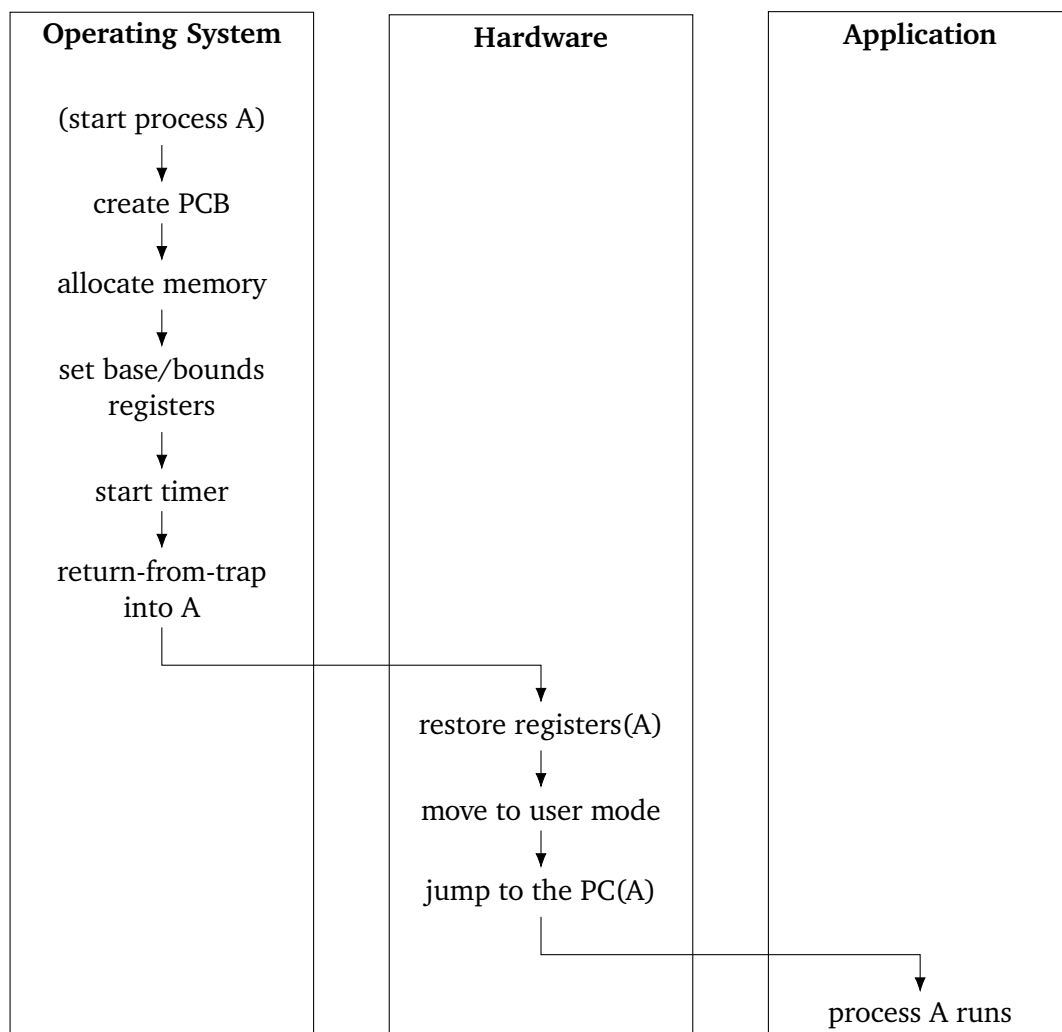 Operating System
Hardware
Application
(start process A)
create PCB
allocate memory
set base/bounds
registers
start timer
return-from-trap
into A
restore registers(A)
move to user mode
jump to the PC(A)
process A runs